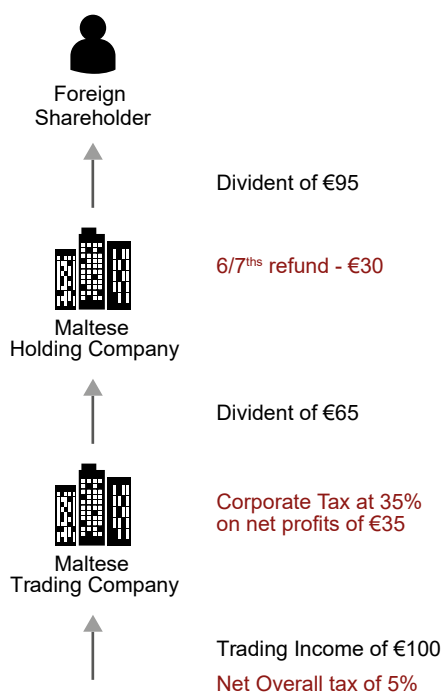 Foreign
Shareholder
Divident of €95
6/7ths refund - €30
Maltese
Holding Company
Divident of €65
Corporate Tax at 35%
on net profits of €35
Maltese
Trading Company
Trading Income of €100
Net Overall tax of 5%